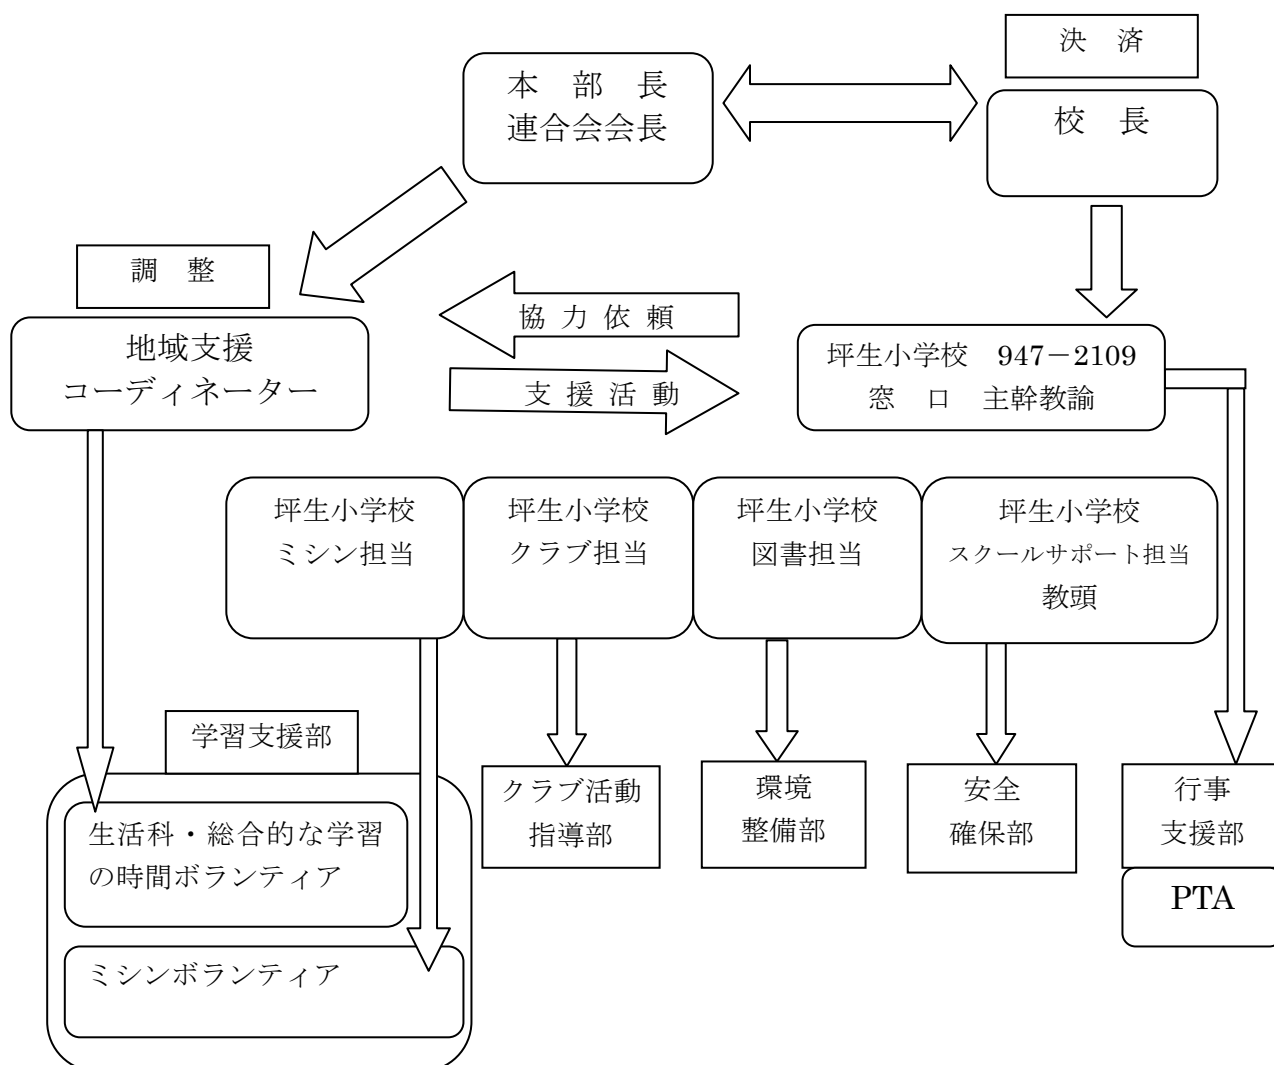 決　済
本　部　長
連合会会長
校　長
調　整
協 力 依 頼
地域支援
コーディネーター
支 援 活 動
坪生小学校　947－2109
窓　口　主幹教諭
坪生小学校
ミシン担当
坪生小学校
クラブ担当
坪生小学校
図書担当
坪生小学校
スクールサポート担当
教頭
学習支援部
生活科・総合的な学習
の時間ボランティア
ミシンボランティア
クラブ活動
指導部
環境
整備部
安全
確保部
行事
支援部
PTA